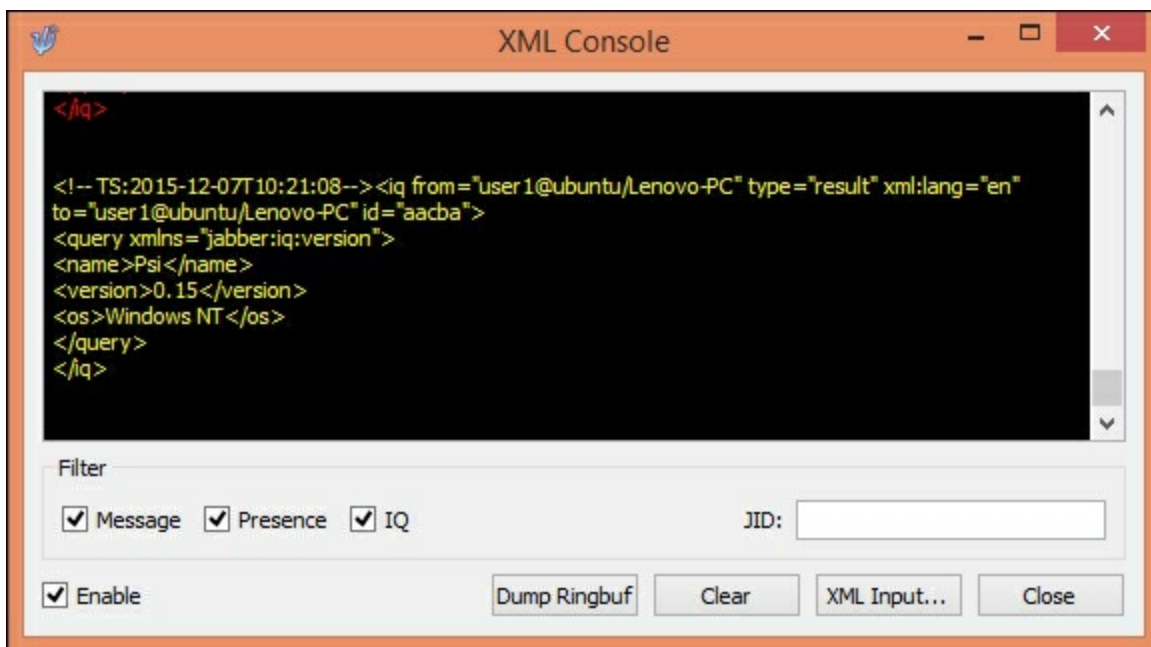 XML Console
</iq>
<!-- TS:2015-12-07T10:21:08--><iq from="user1@ubuntu/Lenovo-PC" type="result" xml:lang="en"
to="user1@ubuntu/Lenovo-PC" id="aacba">
<query xmlns="jabber:iq:version">
<name>Psi</name>
<version>0.15</version>
<os>Windows NT</os>
</query>
</iq>
Filter
Message Presence IQ JID:
Enable Dump Ringbuf Clear XML Input... Close